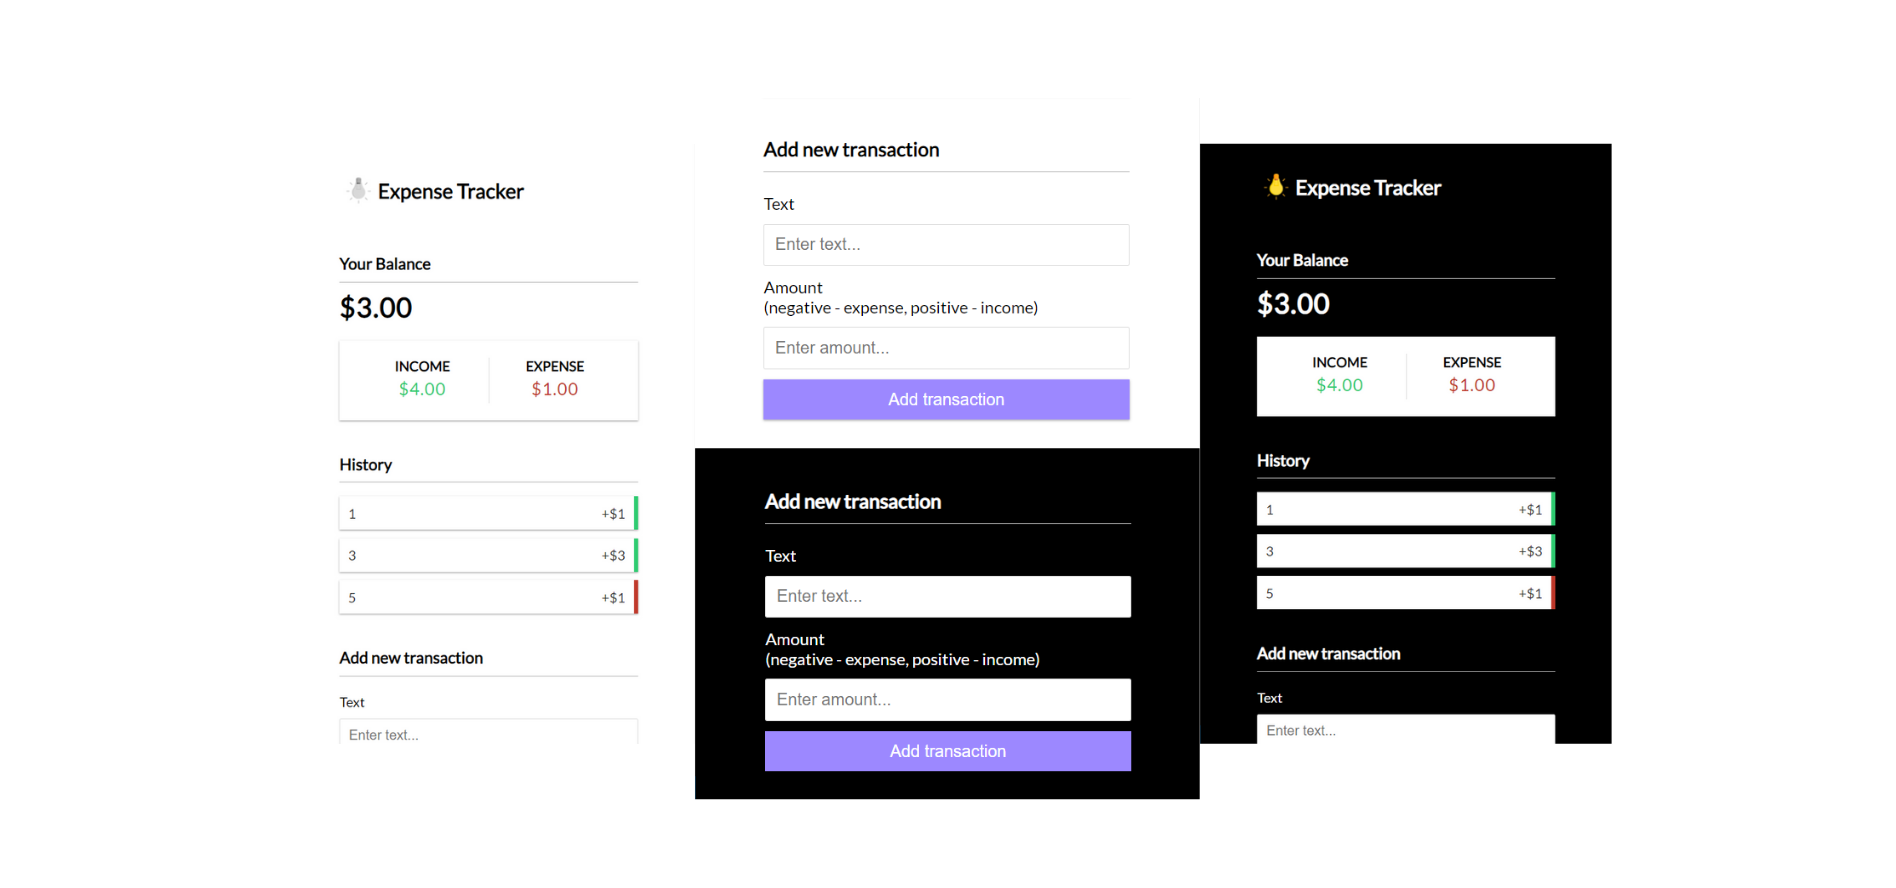 Expense Tracker
Your Balance
$3.00
INCOME EXPENSE
$4.00 $1.00
History
1 +$1
3 +$3
5 +$1
Add new transaction
Text
Enter text...
Add new transaction
Text
Enter text...
Amount
(negative - expense, positive - income)
Enter amount...
Add transaction
Add new transaction
Text
Enter text...
Amount
(negative - expense, positive - income)
Enter amount...
Add transaction
Expense Tracker
Your Balance
$3.00
INCOME EXPENSE
$4.00 $1.00
History
1 +$1
3 +$3
5 +$1
Add new transaction
Text
Enter text...